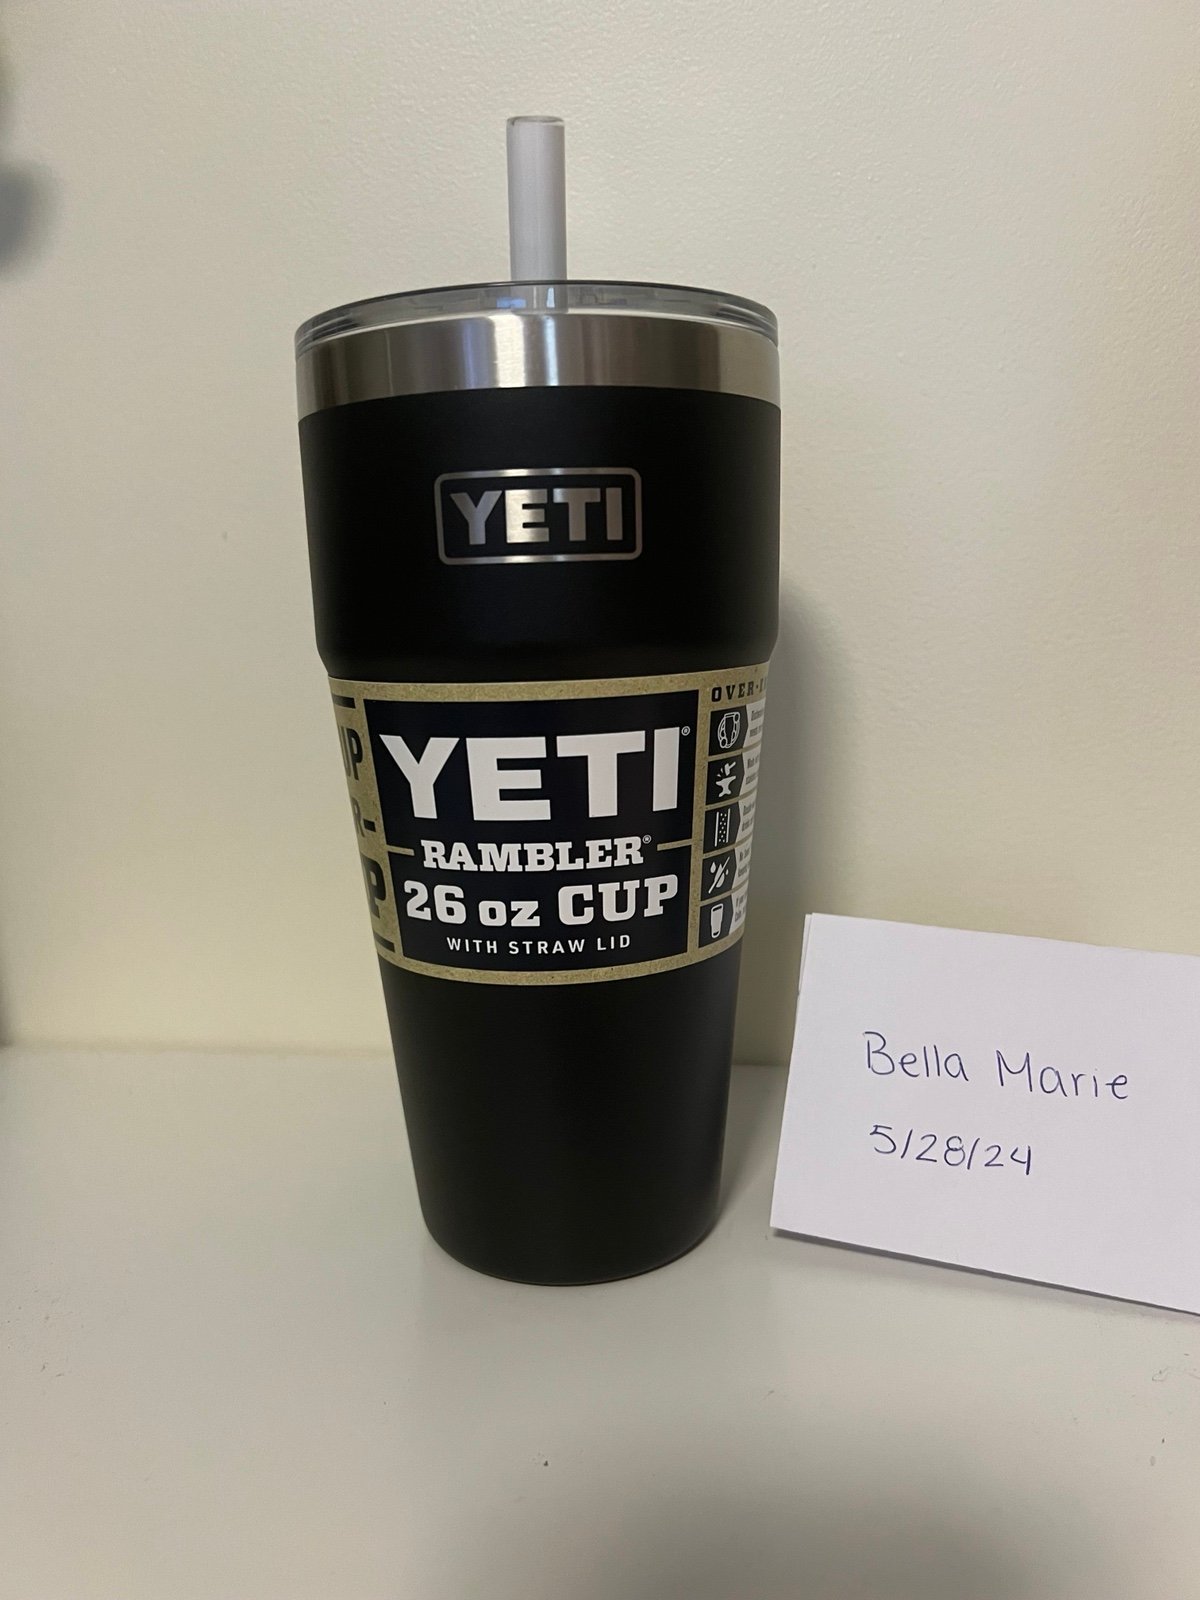 YETI
YETI®
RAMBLER®
26 oz CUP
WITH STRAW LID
OVER
Bella Marie
5/28/24